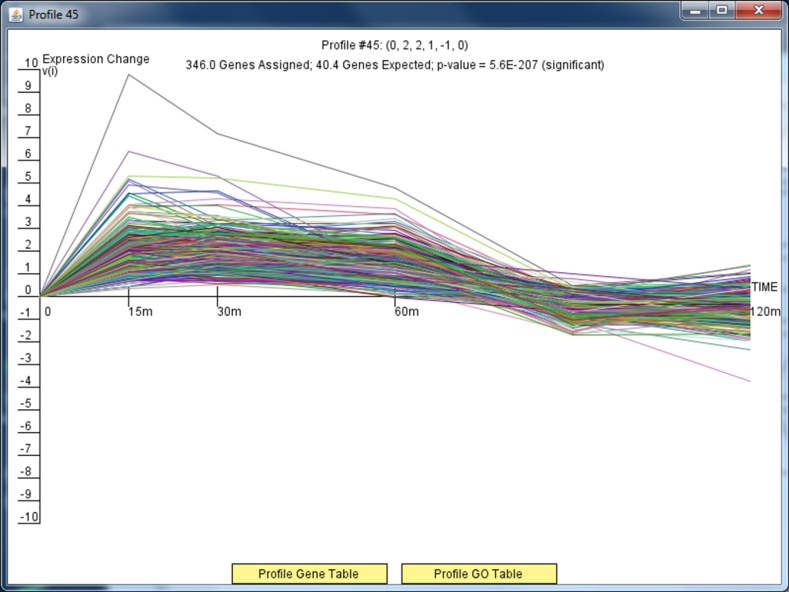 Profile 45
Profile #45: (0, 2, 2, 1, -1, 0)
Expression Change
v(i)
346.0 Genes Assigned; 40.4 Genes Expected; p-value = 5.6E-207 (significant)
10
9
8
7
6
5
4
3
2
1
0
-1
-2
-3
-4
-5
-6
-7
-8
-9
-10
0
15m
30m
60m
TIME
120m
Profile Gene Table
Profile GO Table